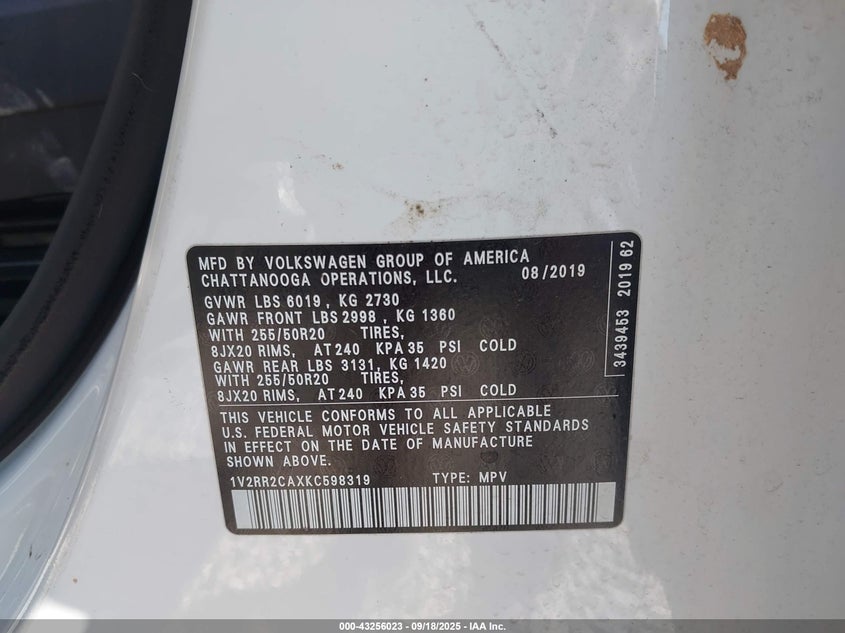 MFD BY VOLKSWAGEN GROUP OF AMERICA
CHATTANOOGA OPERATIONS, LLC. 08/2019
GVWR LBS 6019, KG 2730
GAWR FRONT LBS 2998, KG 1360
WITH 255/50R20 TIRES,
8JX20 RIMS, AT 240 KPA 35 PSI COLD
GAWR REAR LBS 3131, KG 1420
WITH 255/50R20 TIRES,
8JX20 RIMS, AT 240 KPA 35 PSI COLD
THIS VEHICLE CONFORMS TO ALL APPLICABLE
U.S. FEDERAL MOTOR VEHICLE SAFETY STANDARDS
IN EFFECT ON THE DATE OF MANUFACTURE
SHOWN ABOVE.
1V2RR2CAXKC598319 TYPE: MPV
3439453 2019 62
000-43256023 - 09/18/2025 - IAA Inc.